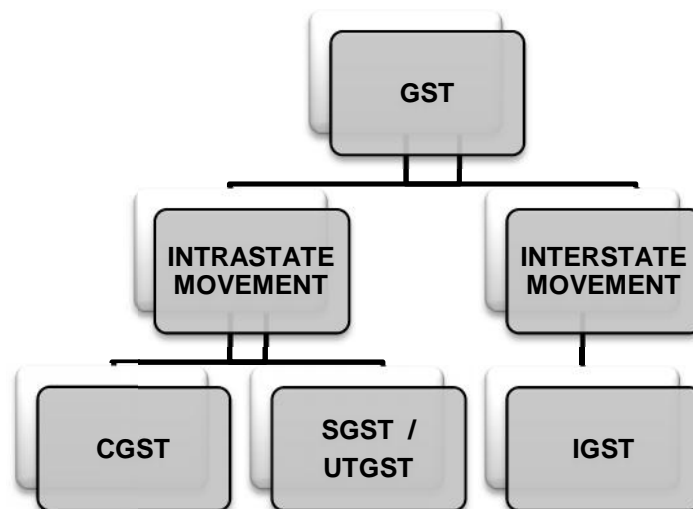 GST
INTRASTATE
MOVEMENT
INTERSTATE
MOVEMENT
CGST
SGST /
UTGST
IGST